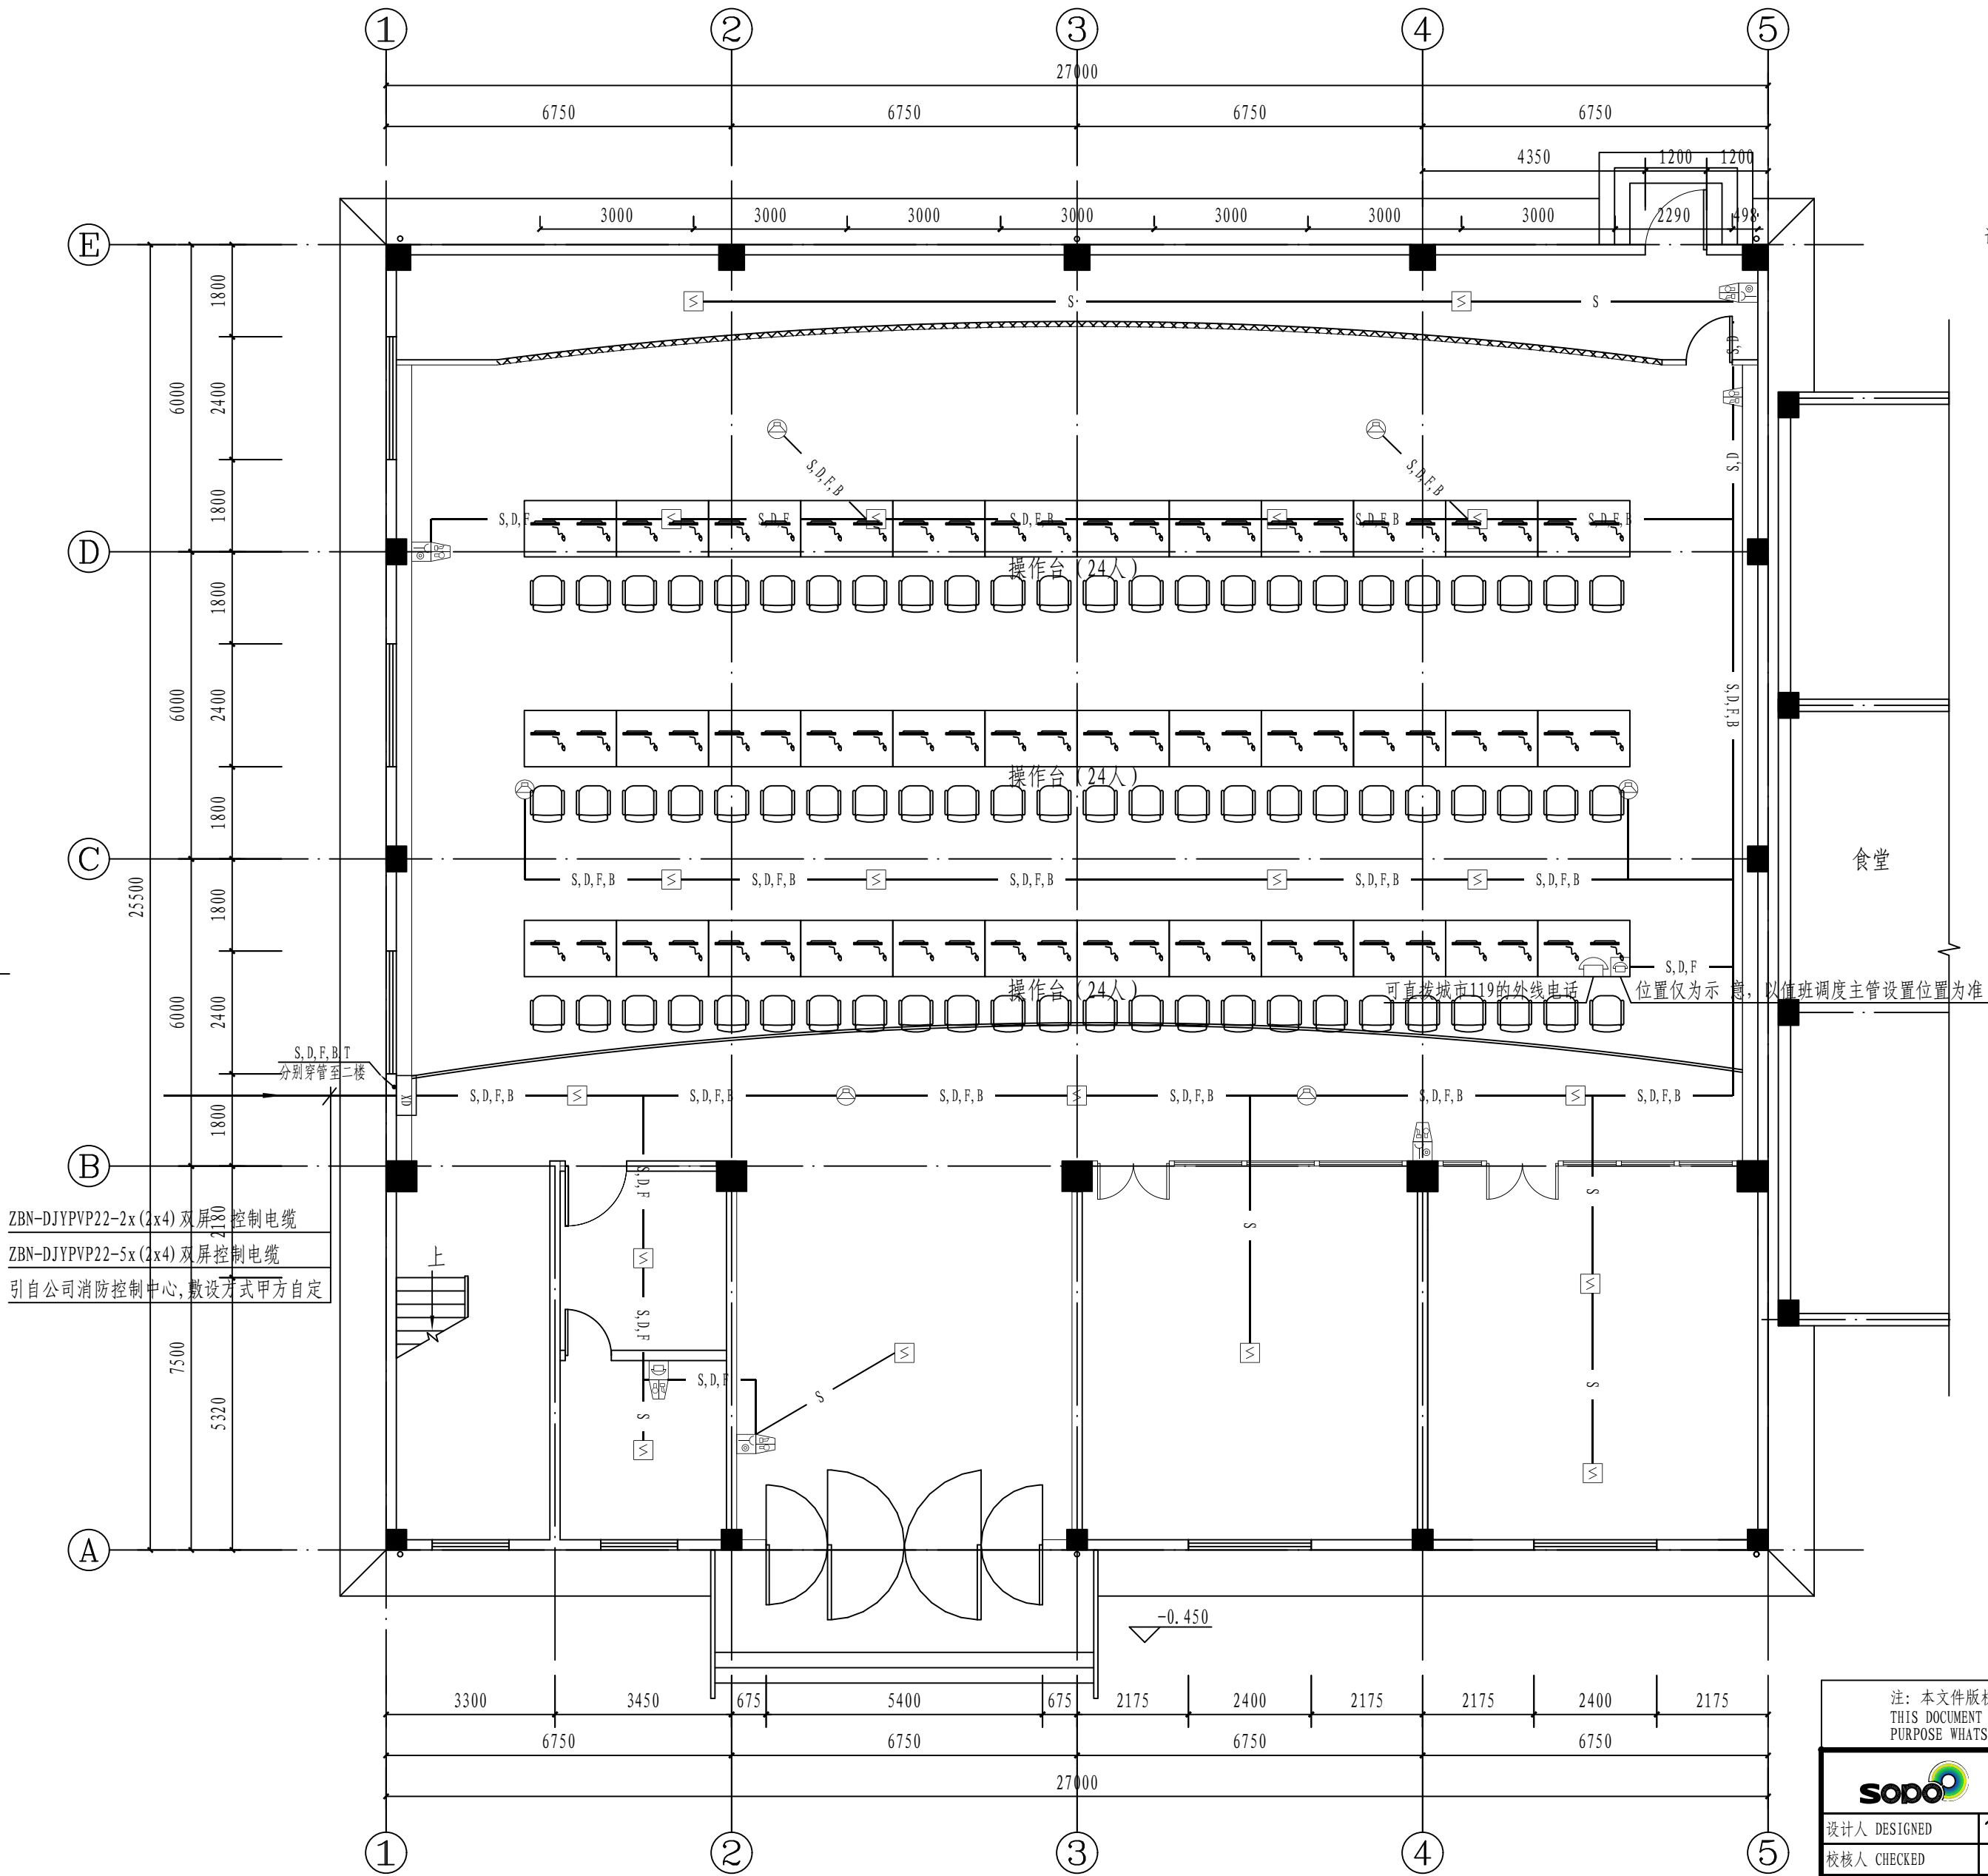 ① ② ③ ④ ⑤
27000
6750 6750 6750 6750
4350 1200 1200
3000 3000 3000 3000 3000 3000 3000 2290 498
E
1800
S S
S,D
6000 2400
S,D
S,D,F,B S,D,F,B
1800
S,D,F S,D,F S,D,F,B S,D,F,B S,D,F,B
D
操作台（24人）
1800
6000 2400
S,D,F,B
操作台（24人）
1800
C
食堂
S,D,F,B S,D,F,B S,D,F,B S,D,F,B S,D,F,B
25500
1800
S,D,F
操作台（24人）
可直拨城市119的外线电话
位置仅为示 意，以值班调度主管设置位置为准
6000 2400
S,D,F,B,T
分别穿管至二楼
XD
S,D,F,B S,D,F,B S,D,F,B S,D,F,B S,D,F,B S,D,F,B
1800
B
S,D,F S S
2180
ZBN-DJYPVP22-2x(2x4)双屏 控制电缆
ZBN-DJYPVP22-5x(2x4)双屏控制电缆
引自公司消防控制中心,敷设方式甲方自定
上
S,D,F
7500
5320
S,D,F
S S S
A
-0.450
3300 3450 675 5400 675 2175 2400 2175 2175 2400 2175
6750 6750 6750 6750
27000
① ② ③ ④ ⑤
注: 本文件版
THIS DOCUMENT
PURPOSE WHATS
sopo
设计人 DESIGNED
校核人 CHECKED